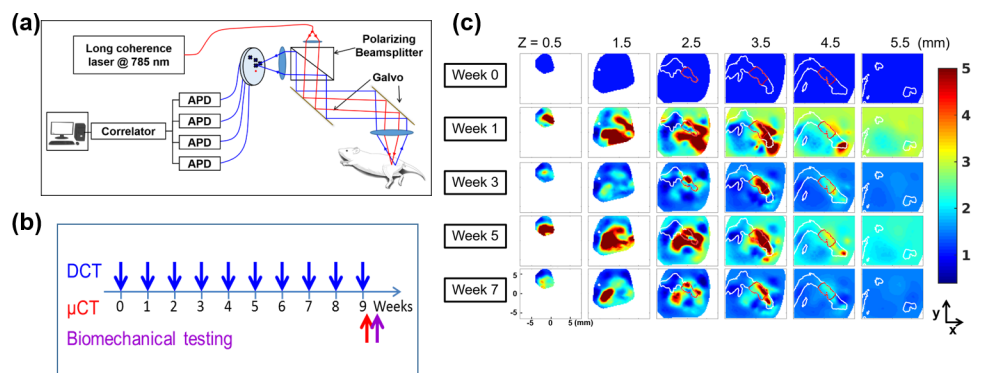 (a)
Long coherence
laser @ 785 nm
Polarizing
Beamsplitter
Galvo
APD
APD
APD
APD
Correlator
(b)
DCT
0 1 2 3 4 5 6 7 8 9 Weeks
µCT
Biomechanical testing
(c)
Z = 0.5 1.5 2.5 3.5 4.5 5.5 (mm)
Week 0
Week 1
Week 3
Week 5
Week 7
5
0
-5
-5 0 5 (mm)
5
4
3
2
1
y
x